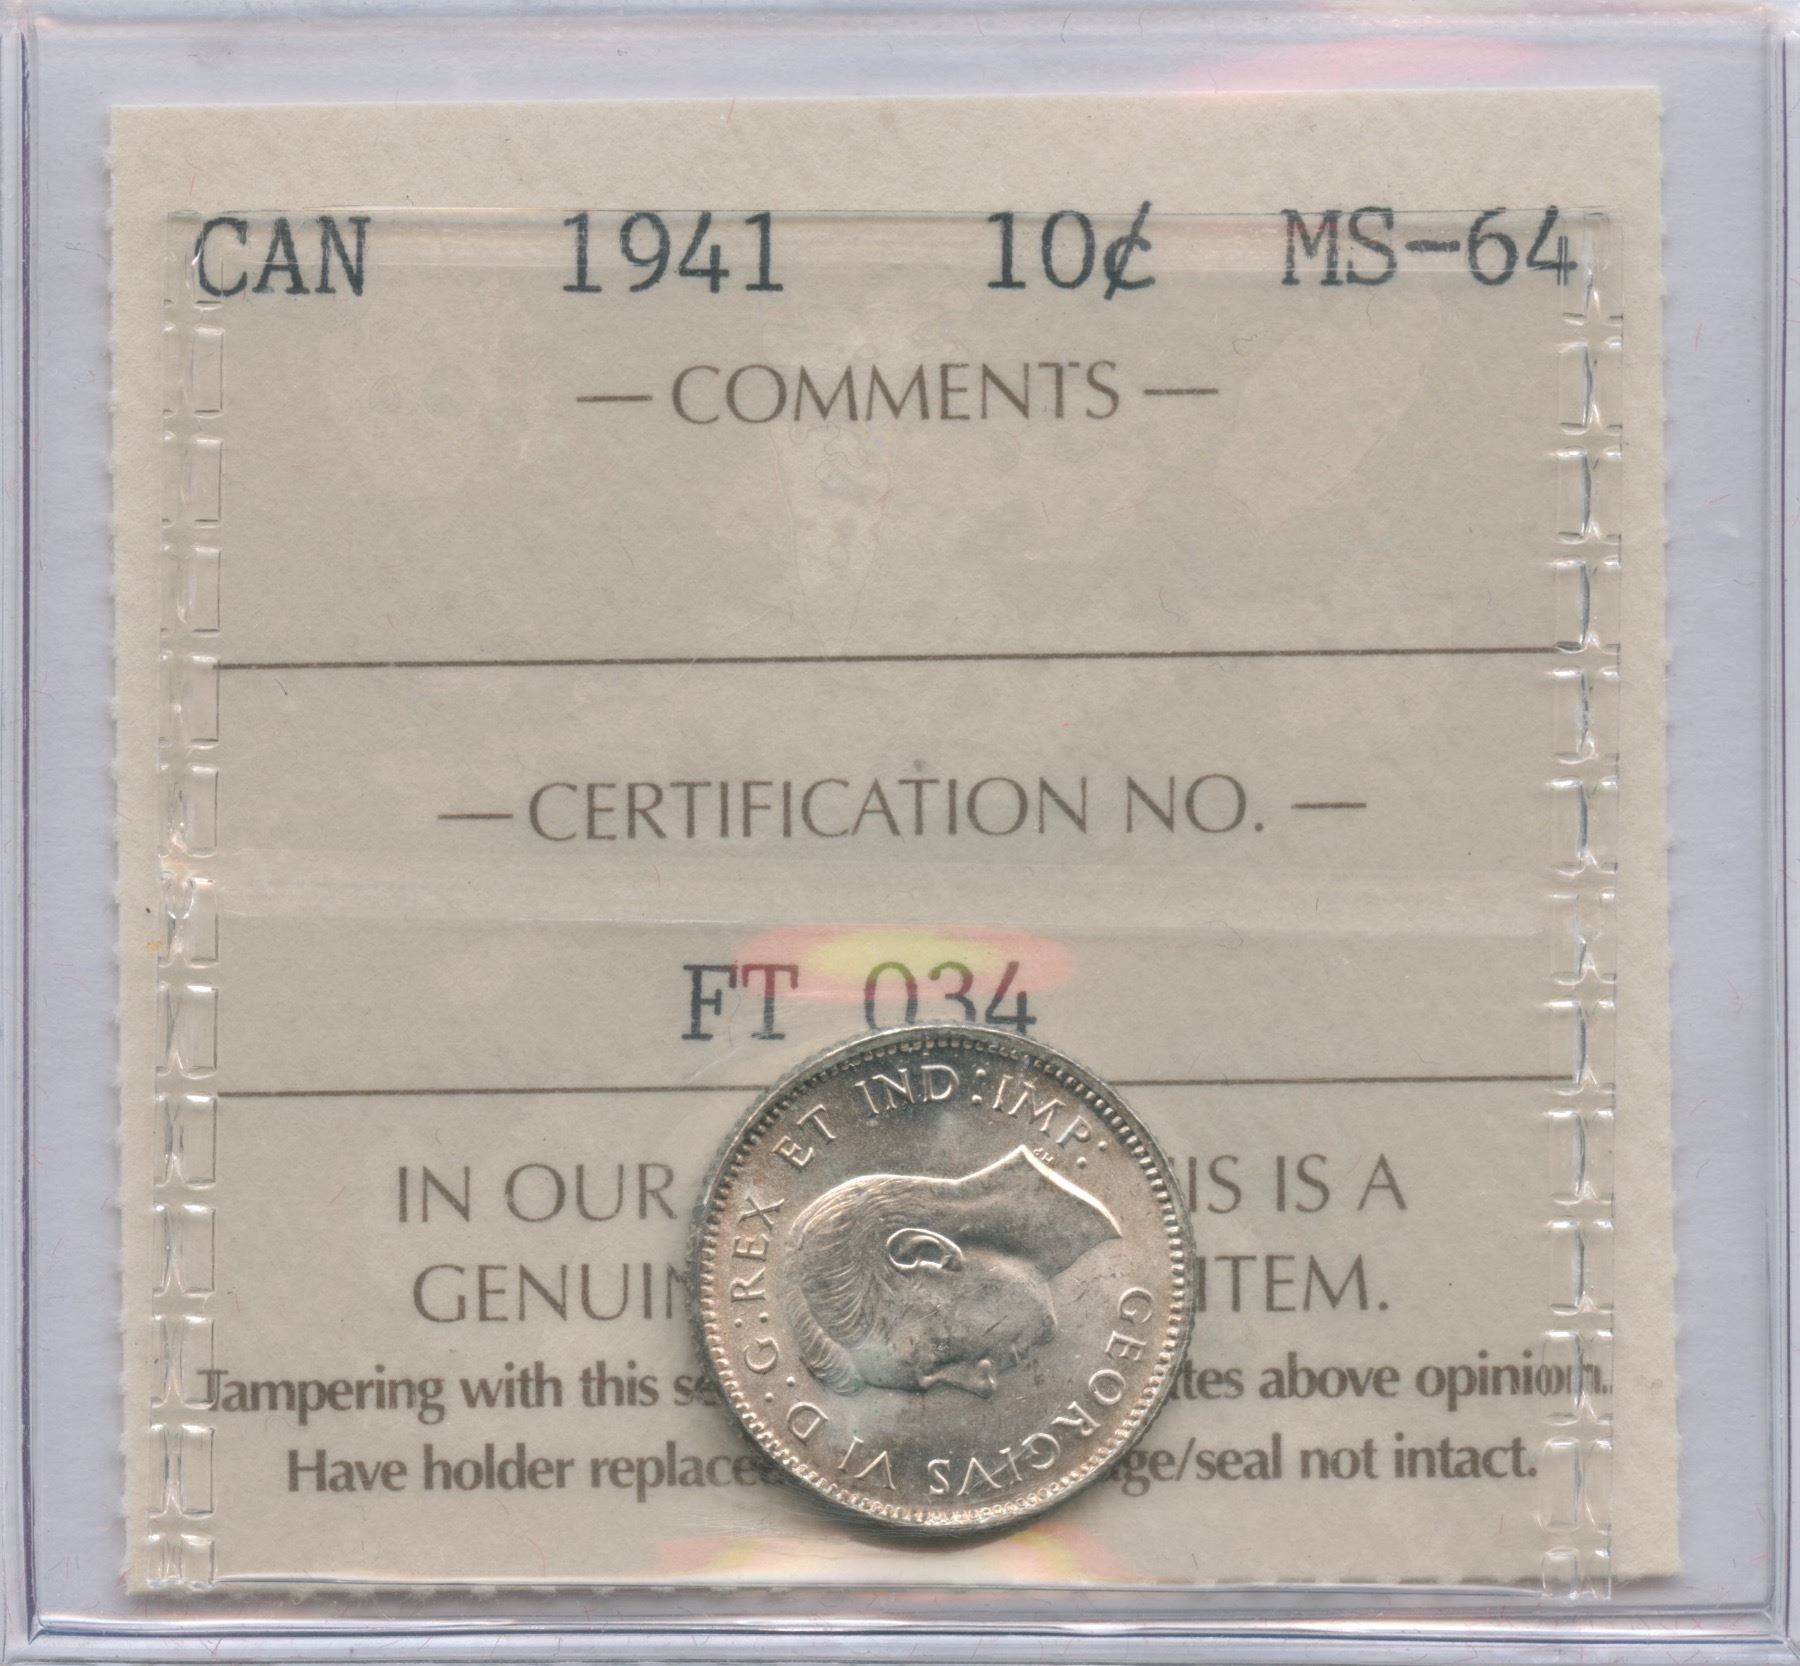 CAN 1941 10¢ MS-64
— COMMENTS —
— CERTIFICATION NO. —
FT 034
IN OUR IS IS A
GENUIN ITEM.
Tampering with this se tes above opinion.
Have holder replace ge/seal not intact.
GEORGIVS VI D:G:REX ET IND:IMP:
HP